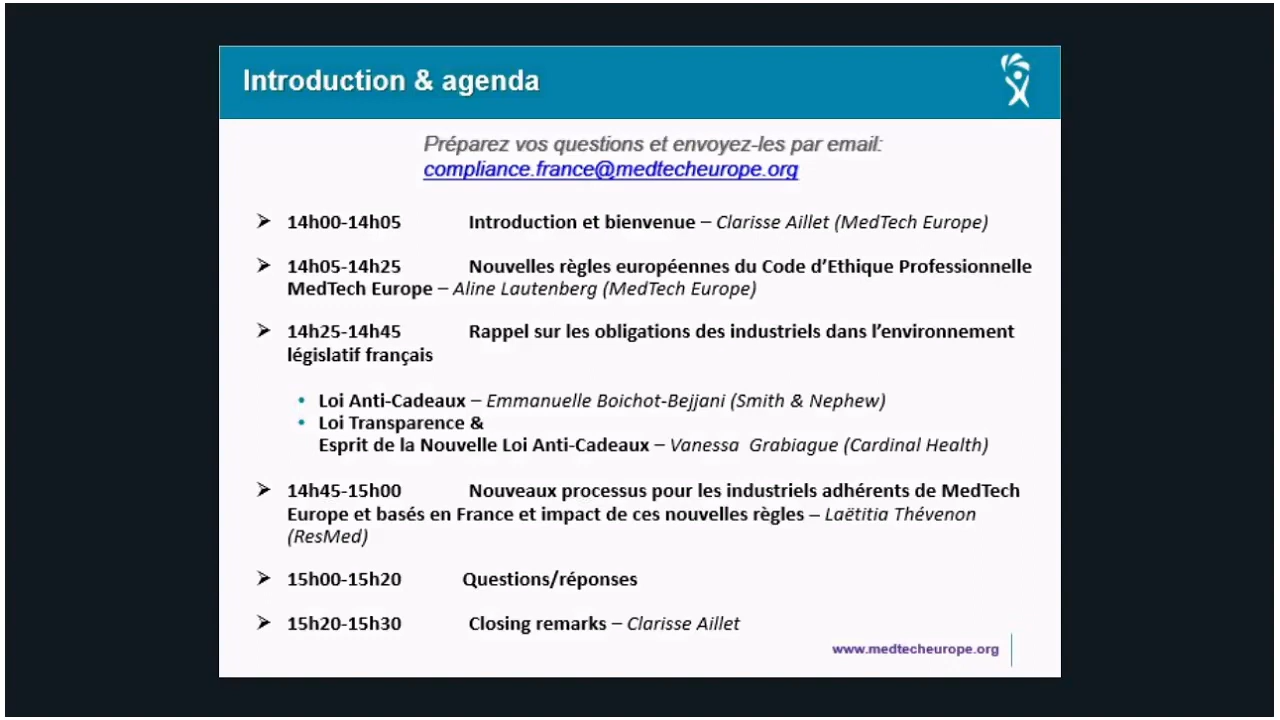 Introduction & agenda
Préparez vos questions et envoyez-les par email:
compliance.france@medtecheurope.org
➢ 14h00-14h05 Introduction et bienvenue – Clarisse Aillet (MedTech Europe)
➢ 14h05-14h25 Nouvelles règles européennes du Code d’Ethique Professionnelle
MedTech Europe – Aline Lautenberg (MedTech Europe)
➢ 14h25-14h45 Rappel sur les obligations des industriels dans l’environnement
législatif français
• Loi Anti-Cadeaux – Emmanuelle Boichot-Bejjani (Smith & Nephew)
• Loi Transparence &
Esprit de la Nouvelle Loi Anti-Cadeaux – Vanessa Grabiague (Cardinal Health)
➢ 14h45-15h00 Nouveaux processus pour les industriels adhérents de MedTech
Europe et basés en France et impact de ces nouvelles règles – Laëtitia Thévenon
(ResMed)
➢ 15h00-15h20 Questions/réponses
➢ 15h20-15h30 Closing remarks – Clarisse Aillet
www.medtecheurope.org